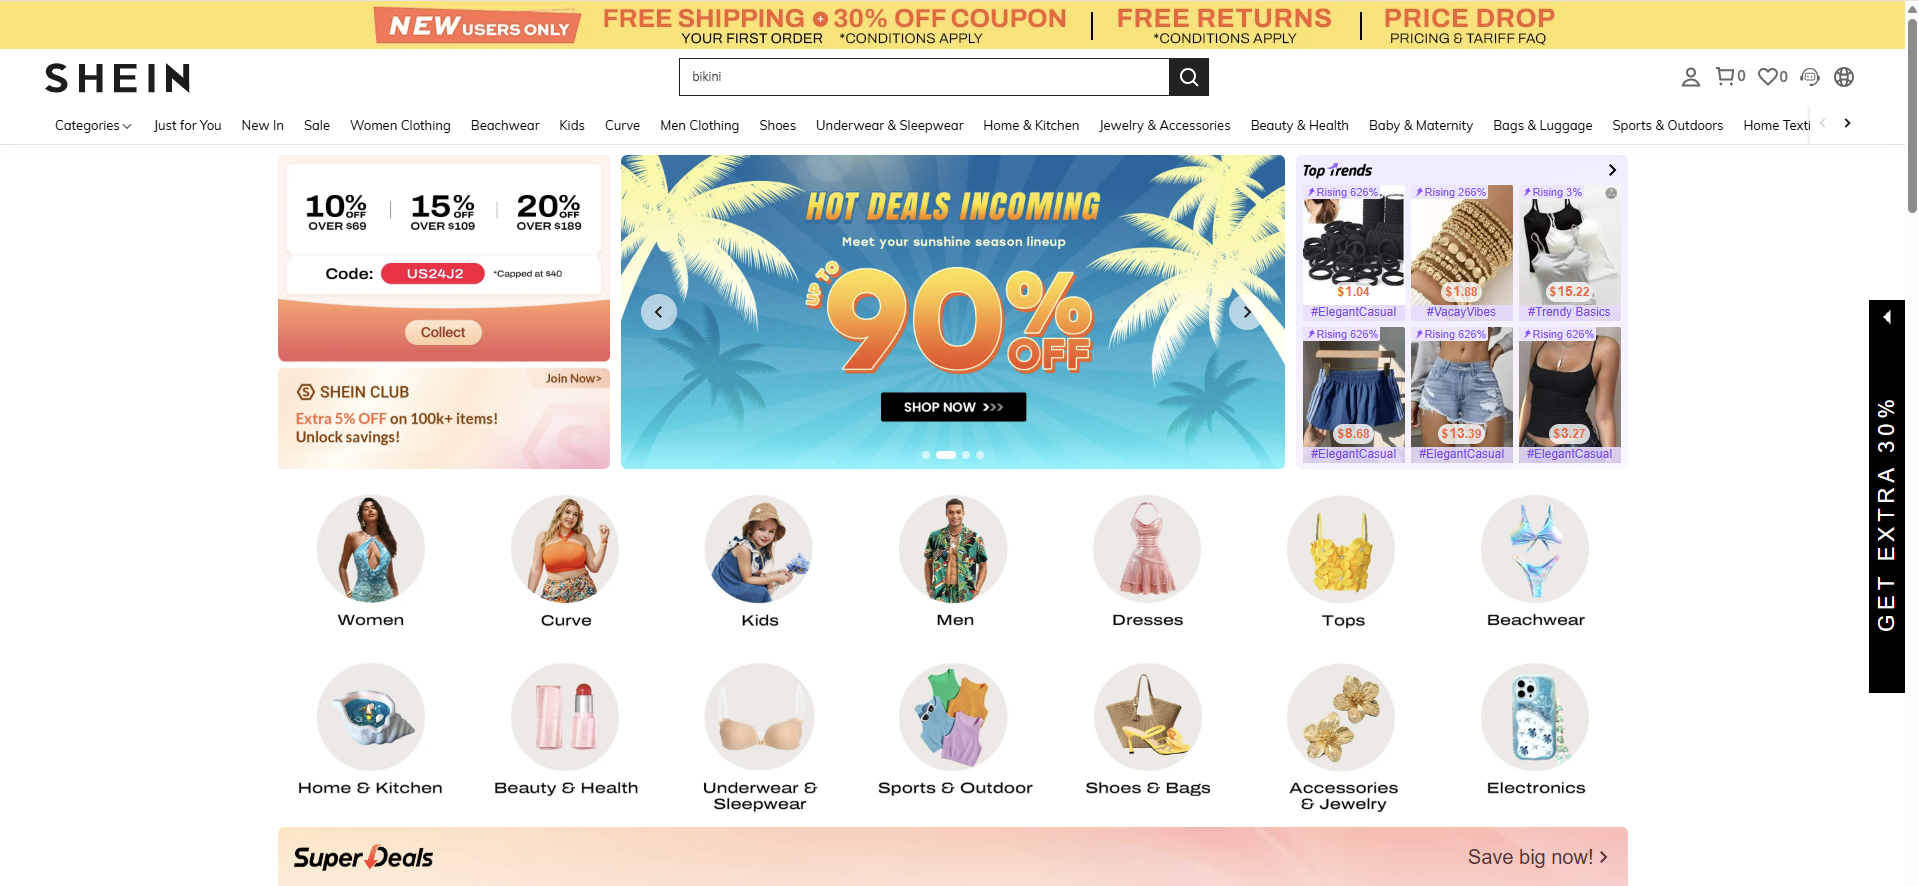 NEW USERS ONLY
FREE SHIPPING + 30% OFF COUPON
YOUR FIRST ORDER *CONDITIONS APPLY
FREE RETURNS
*CONDITIONS APPLY
PRICE DROP
PRICING & TARIFF FAQ
SHEIN
bikini
0
0
Categories
Just for You
New In
Sale
Women Clothing
Beachwear
Kids
Curve
Men Clothing
Shoes
Underwear & Sleepwear
Home & Kitchen
Jewelry & Accessories
Beauty & Health
Baby & Maternity
Bags & Luggage
Sports & Outdoors
Home Texti
10% OFF
OVER $69
15% OFF
OVER $109
20% OFF
OVER $189
Code: US24J2 *Capped at $40
Collect
Join Now>
SHEIN CLUB
Extra 5% OFF on 100k+ items!
Unlock savings!
HOT DEALS INCOMING
Meet your sunshine season lineup
UP TO
90% OFF
SHOP NOW >>>
Top Trends
Rising 626%
$1.04
#ElegantCasual
Rising 266%
$1.88
#VacayVibes
Rising 3%
$15.22
#Trendy Basics
Rising 626%
$8.68
#ElegantCasual
Rising 626%
$13.39
#ElegantCasual
Rising 626%
$3.27
#ElegantCasual
GET EXTRA 30%
Women
Curve
Kids
Men
Dresses
Tops
Beachwear
Home & Kitchen
Beauty & Health
Underwear &
Sleepwear
Sports & Outdoor
Shoes & Bags
Accessories
& Jewelry
Electronics
Super Deals
Save big now! >